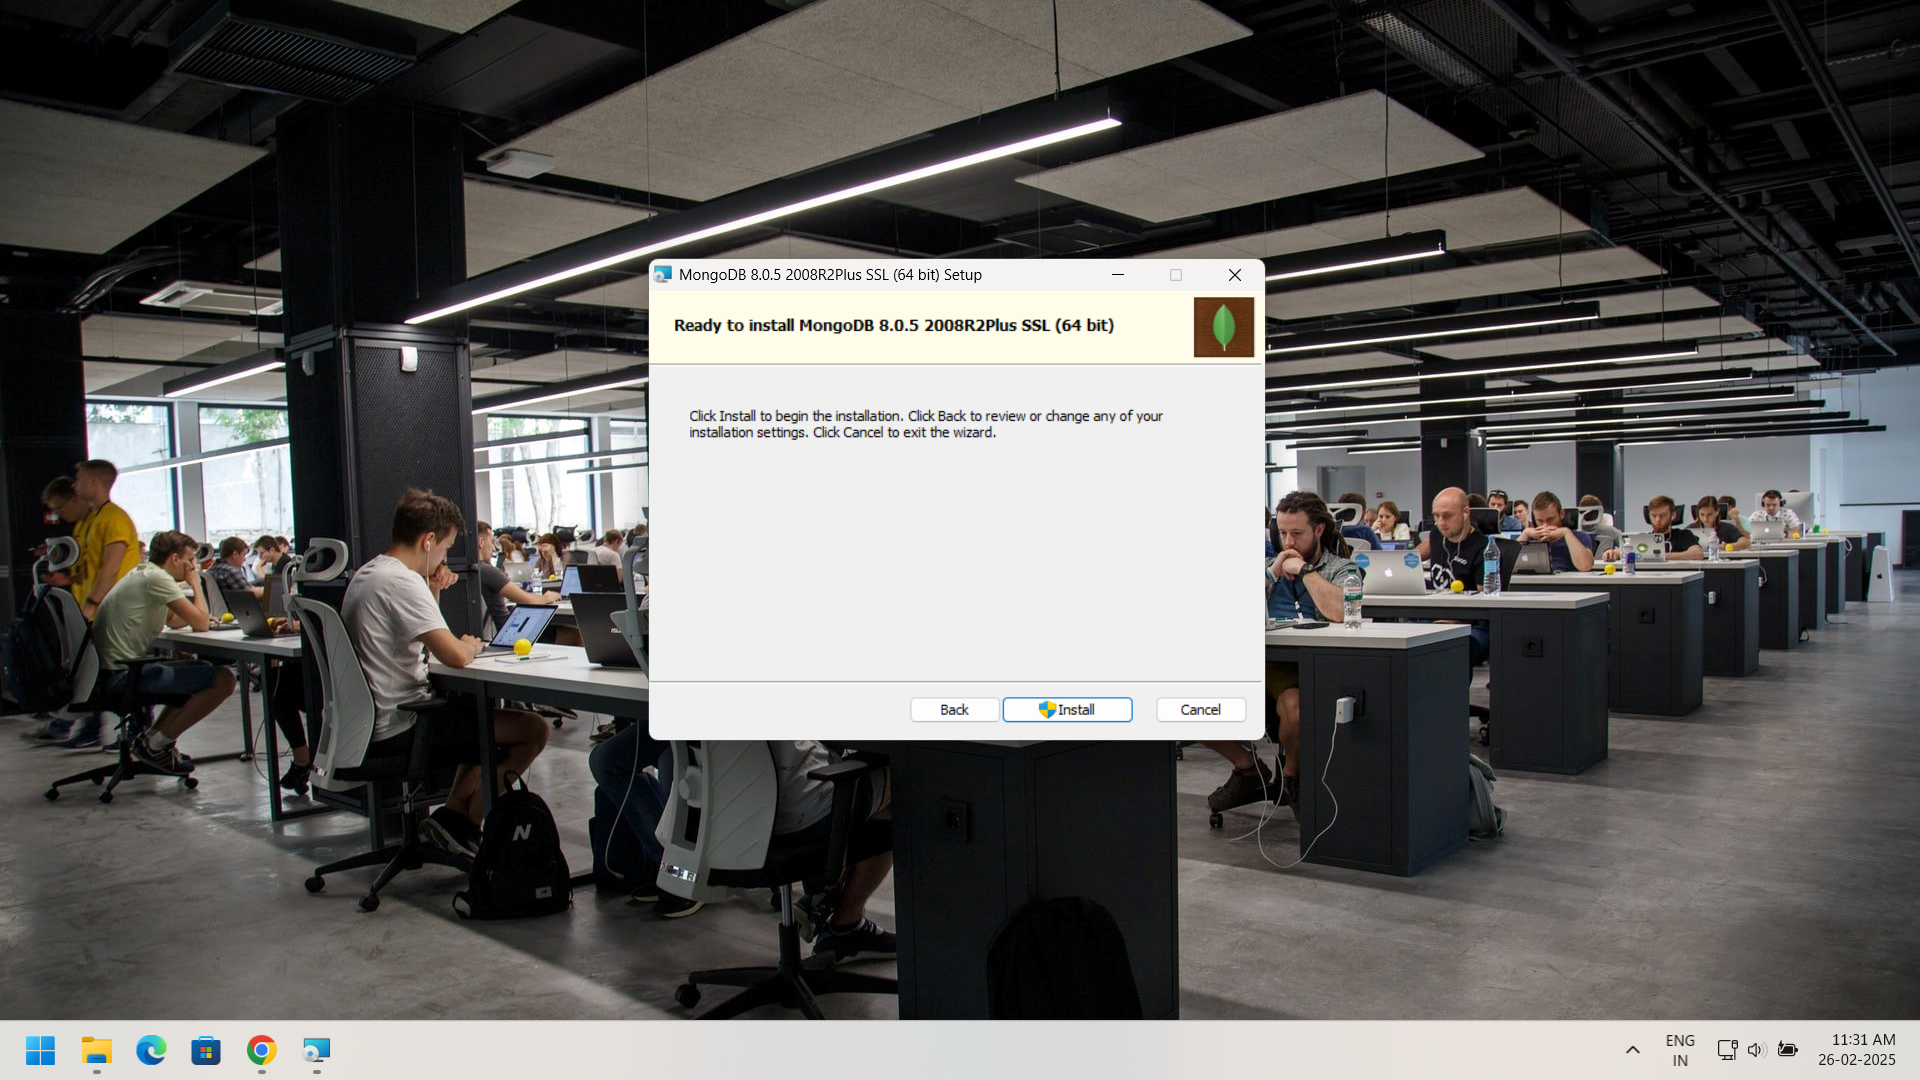 MongoDB 8.0.5 2008R2Plus SSL (64 bit) Setup
Ready to install MongoDB 8.0.5 2008R2Plus SSL (64 bit)
Click Install to begin the installation. Click Back to review or change any of your
installation settings. Click Cancel to exit the wizard.
Back
Install
Cancel
N
ENG
IN
11:31 AM
26-02-2025